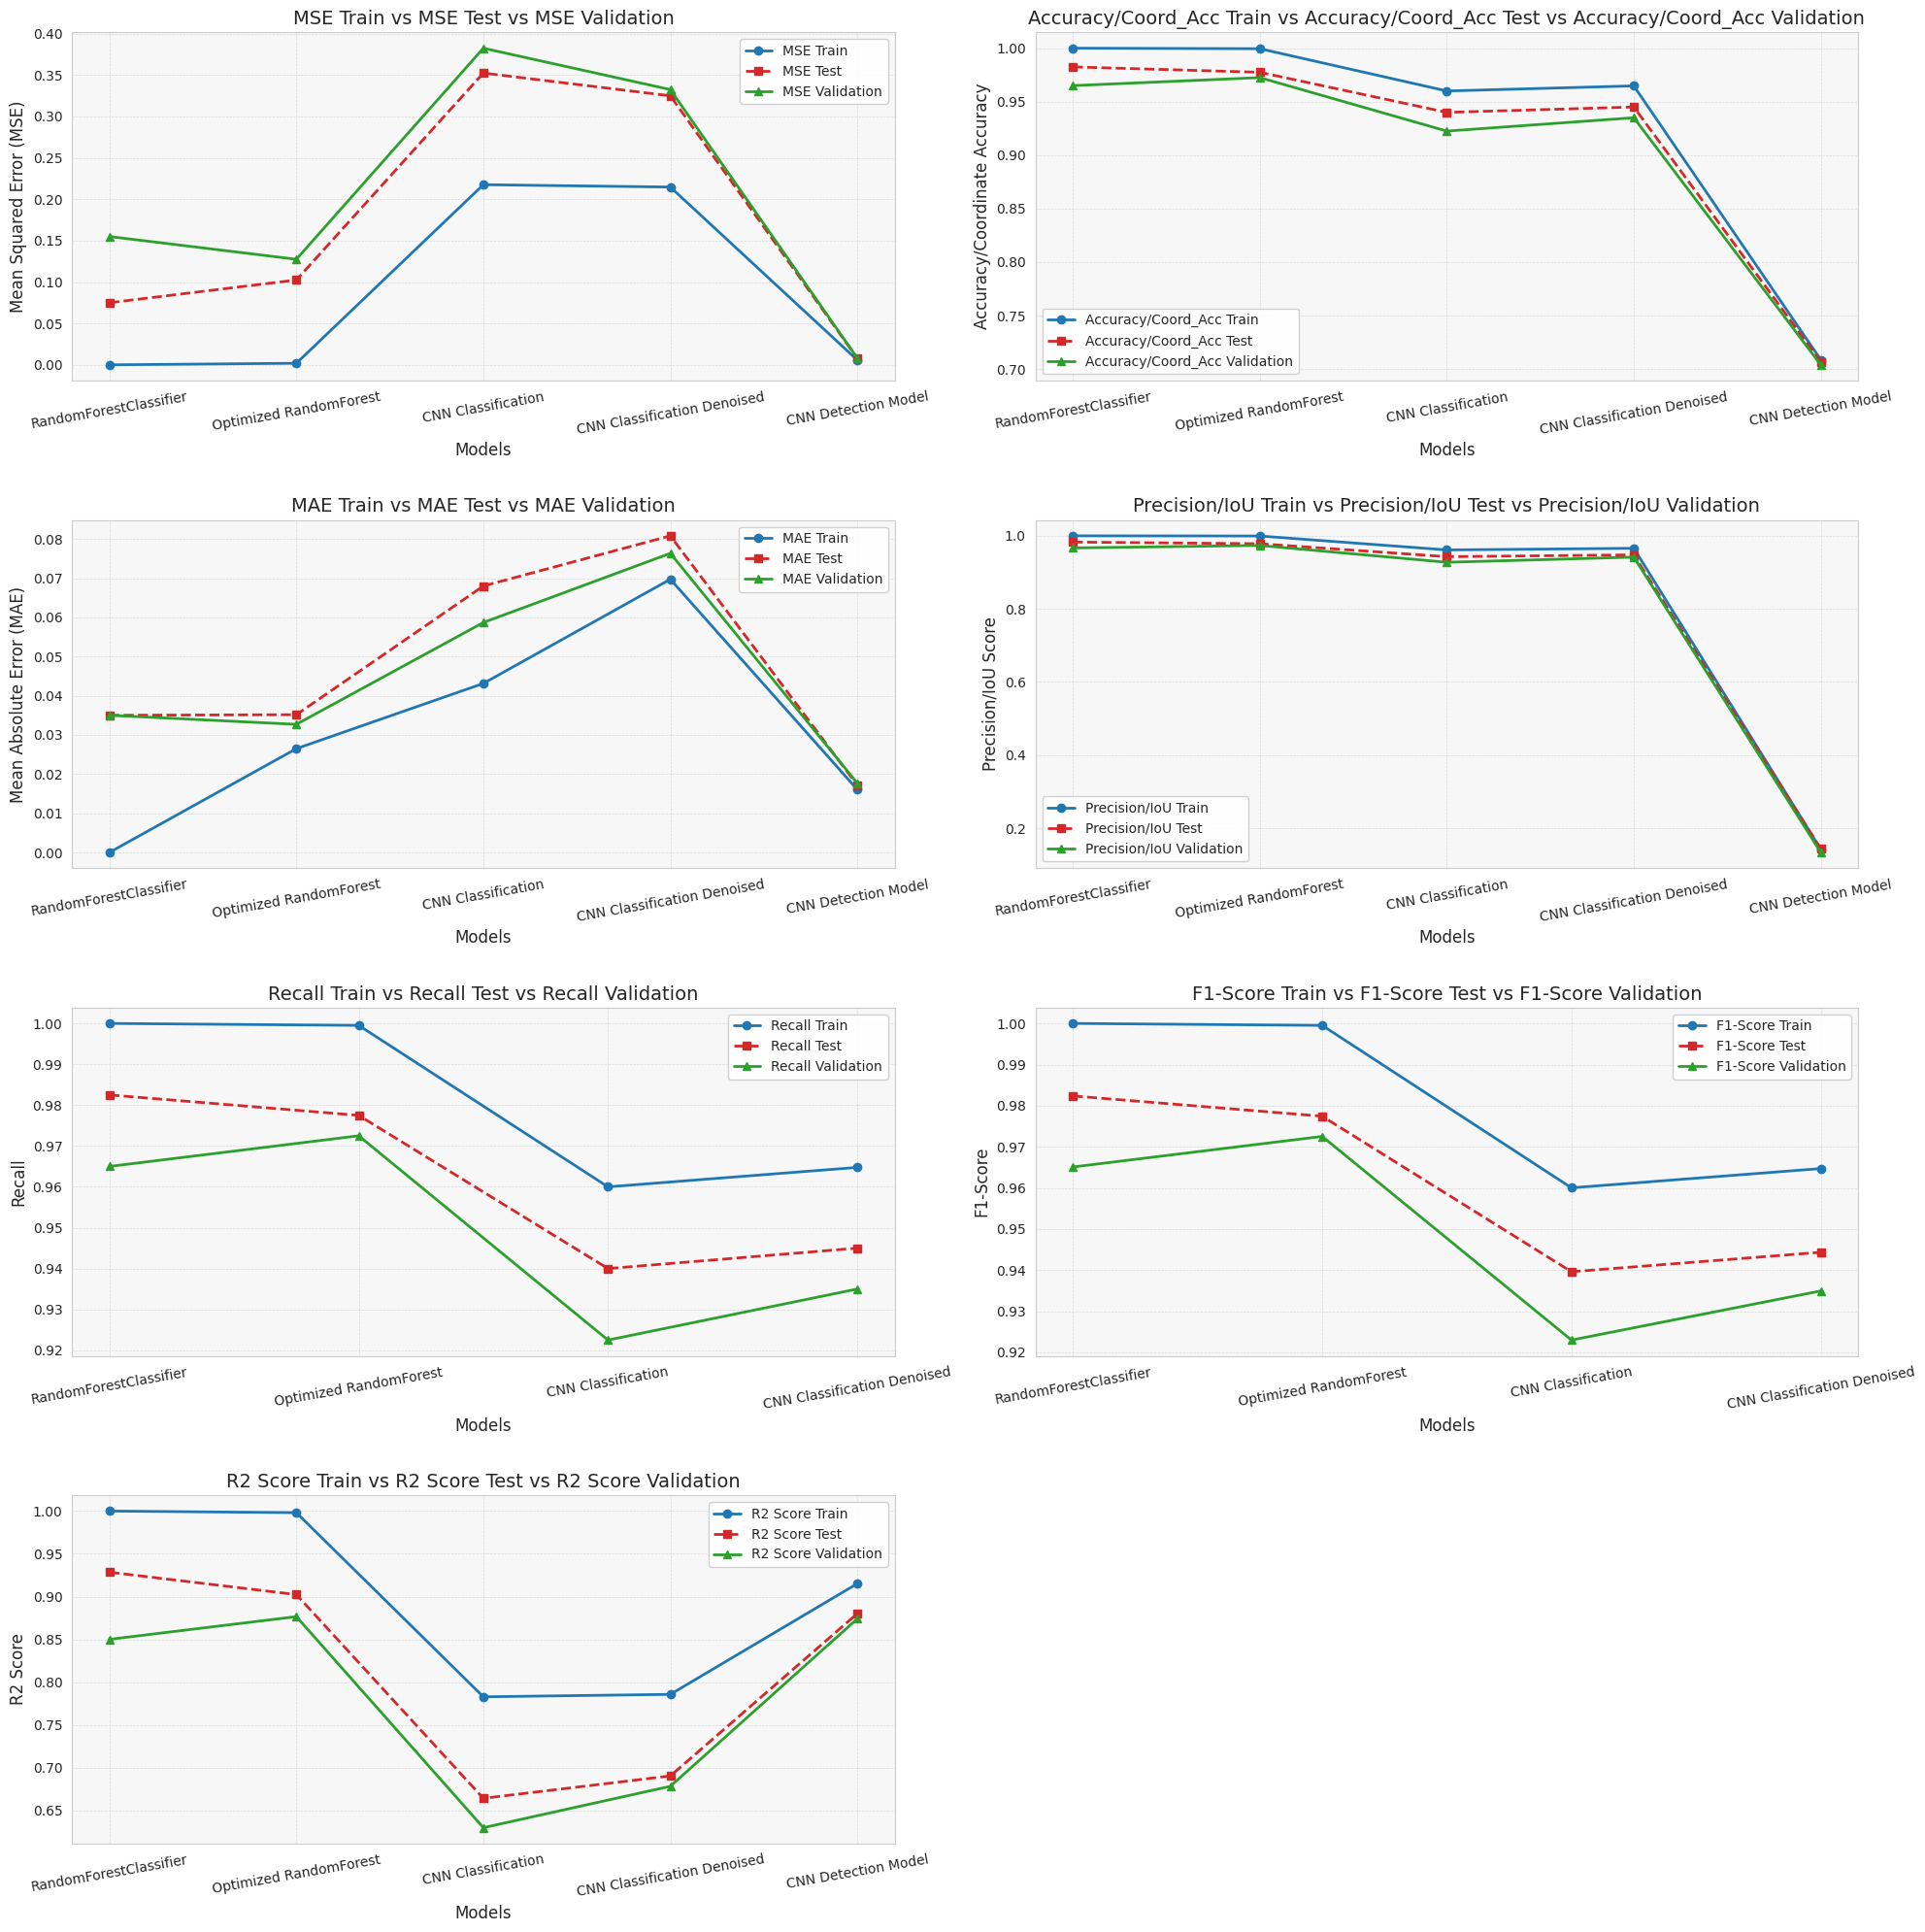 MSE Train vs MSE Test vs MSE Validation
Mean Squared Error (MSE)
0.40
0.35
0.30
0.25
0.20
0.15
0.10
0.05
0.00
MSE Train
MSE Test
MSE Validation
RandomForestClassifier
Optimized RandomForest
CNN Classification
CNN Classification Denoised
CNN Detection Model
Models
Accuracy/Coord_Acc Train vs Accuracy/Coord_Acc Test vs Accuracy/Coord_Acc Validation
Accuracy/Coordinate Accuracy
1.00
0.95
0.90
0.85
0.80
0.75
0.70
Accuracy/Coord_Acc Train
Accuracy/Coord_Acc Test
Accuracy/Coord_Acc Validation
RandomForestClassifier
Optimized RandomForest
CNN Classification
CNN Classification Denoised
CNN Detection Model
Models
MAE Train vs MAE Test vs MAE Validation
Mean Absolute Error (MAE)
0.08
0.07
0.06
0.05
0.04
0.03
0.02
0.01
0.00
MAE Train
MAE Test
MAE Validation
RandomForestClassifier
Optimized RandomForest
CNN Classification
CNN Classification Denoised
CNN Detection Model
Models
Precision/IoU Train vs Precision/IoU Test vs Precision/IoU Validation
Precision/IoU Score
1.0
0.8
0.6
0.4
0.2
Precision/IoU Train
Precision/IoU Test
Precision/IoU Validation
RandomForestClassifier
Optimized RandomForest
CNN Classification
CNN Classification Denoised
CNN Detection Model
Models
Recall Train vs Recall Test vs Recall Validation
Recall
1.00
0.99
0.98
0.97
0.96
0.95
0.94
0.93
0.92
Recall Train
Recall Test
Recall Validation
RandomForestClassifier
Optimized RandomForest
CNN Classification
CNN Classification Denoised
Models
F1-Score Train vs F1-Score Test vs F1-Score Validation
F1-Score
1.00
0.99
0.98
0.97
0.96
0.95
0.94
0.93
0.92
F1-Score Train
F1-Score Test
F1-Score Validation
RandomForestClassifier
Optimized RandomForest
CNN Classification
CNN Classification Denoised
Models
R2 Score Train vs R2 Score Test vs R2 Score Validation
R2 Score
1.00
0.95
0.90
0.85
0.80
0.75
0.70
0.65
R2 Score Train
R2 Score Test
R2 Score Validation
RandomForestClassifier
Optimized RandomForest
CNN Classification
CNN Classification Denoised
CNN Detection Model
Models